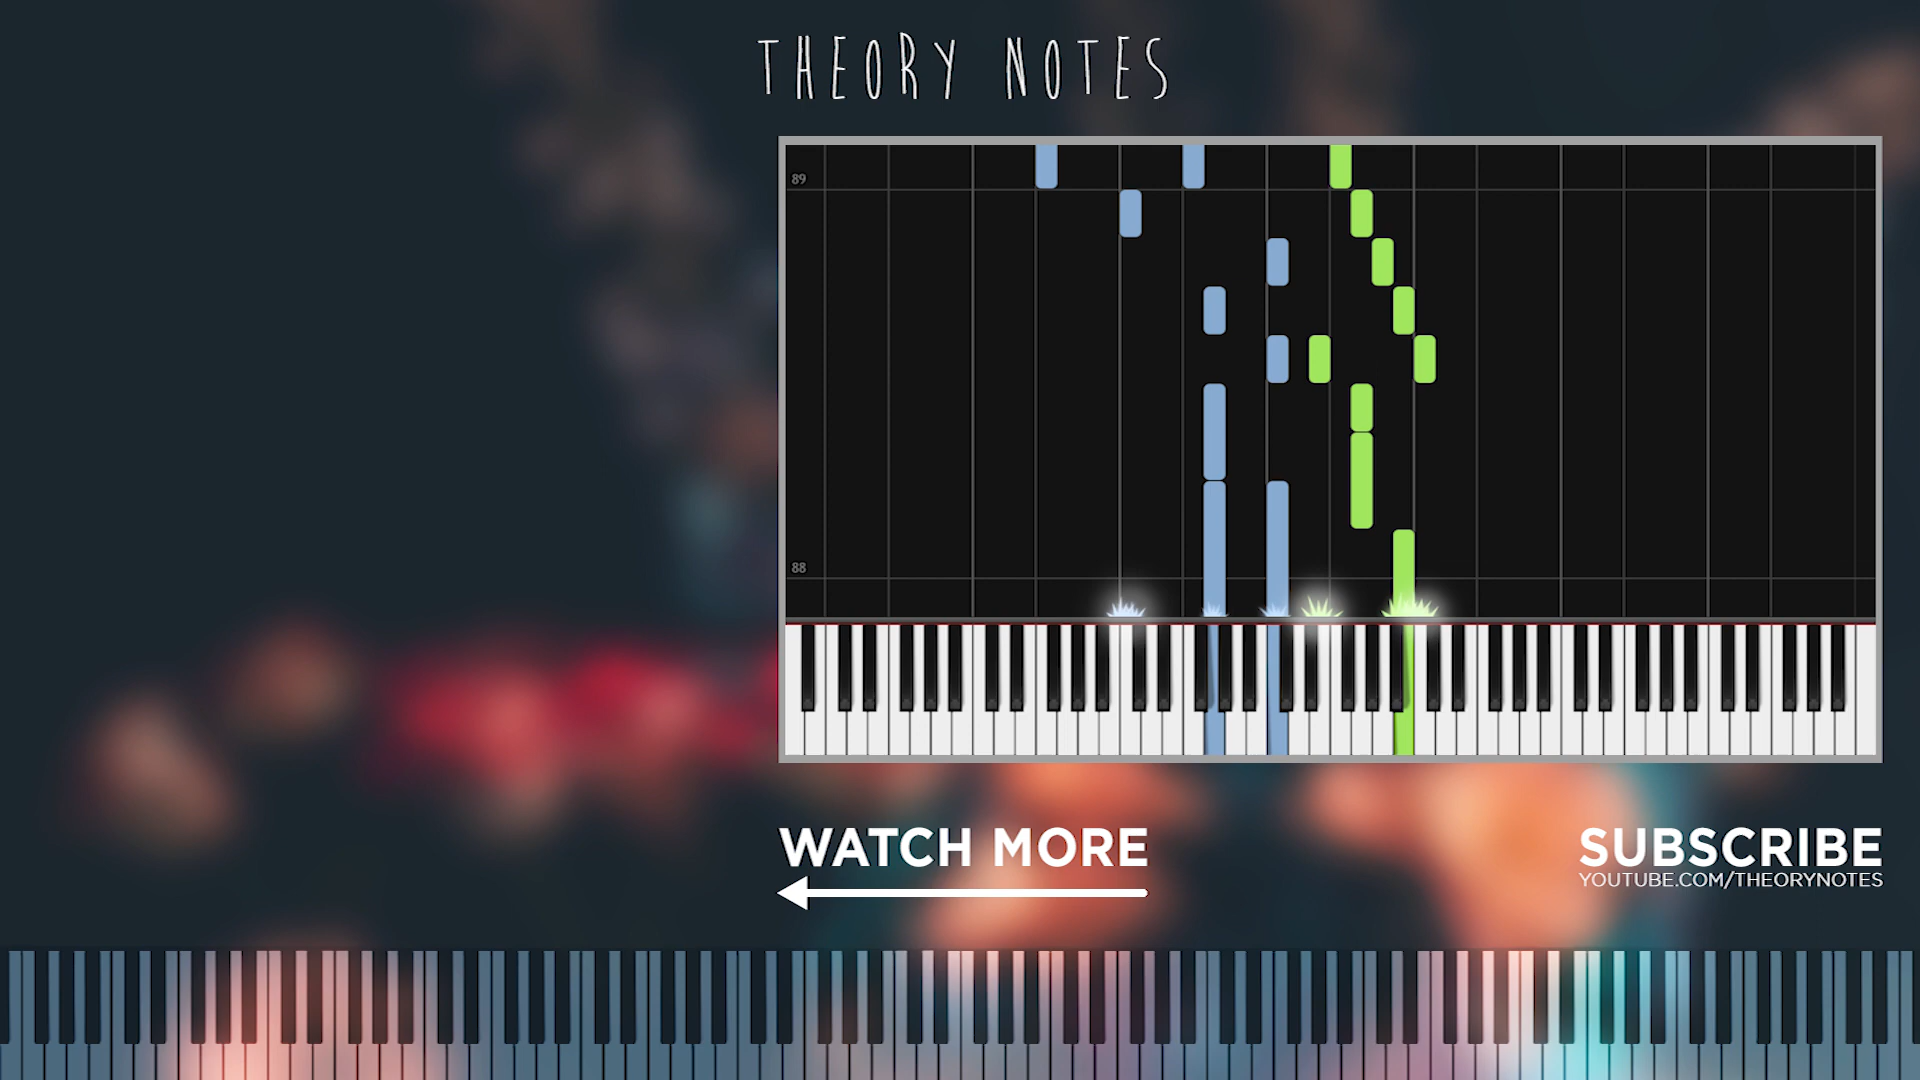 THEORY NOTES
89
88
WATCH MORE
SUBSCRIBE
YOUTUBE.COM/THEORYNOTES